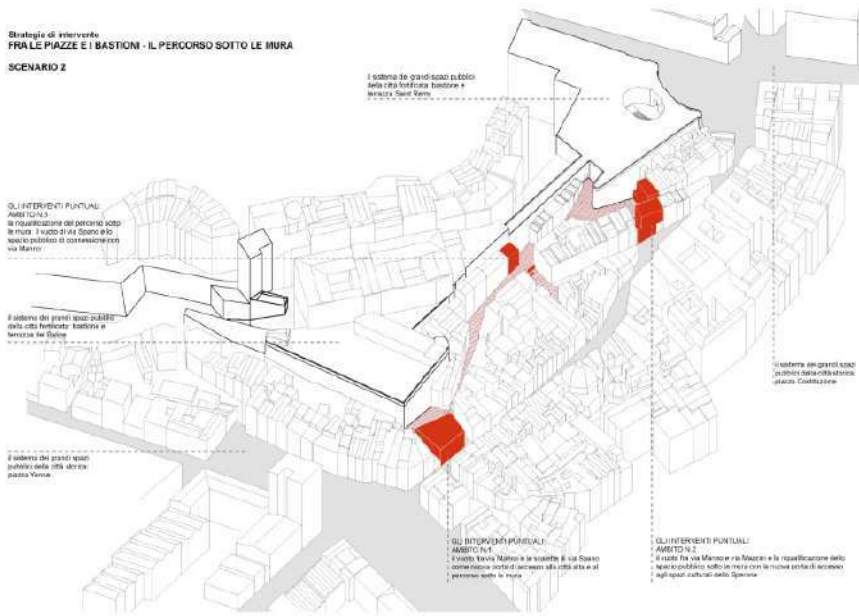 Strategia di intervento
FRA LE PIAZZE E I BASTIONI - IL PERCORSO SOTTO LE MURA
SCENARIO 2
il sistema dei grandi spazi pubblici
della città fortificata: bastione e
terrazza Saint Remy
GLI INTERVENTI PUNTUALI:
AMBITO N.3
la riqualificazione del percorso sotto
le mura: il vuoto di via Spano e lo
spazio pubblico di connessione con
via Manno
il sistema dei grandi spazi pubblici
della città fortificata: bastione e
terrazza del Balice
il sistema dei grandi spazi
pubblici della città storica:
piazza Costituzione
il sistema dei grandi spazi
pubblici della città storica:
piazza Yenne
GLI INTERVENTI PUNTUALI:
AMBITO N.1
il vuoto fra via Manno e le scalette di via Spano
come nuova porta di accesso alla città alta e al
percorso sotto le mura
GLI INTERVENTI PUNTUALI:
AMBITO N.2
il vuoto fra via Manno e via Mazzini e la riqualificazione dello
spazio pubblico sotto le mura con la nuova porta di accesso
agli spazi culturali dello Sperone